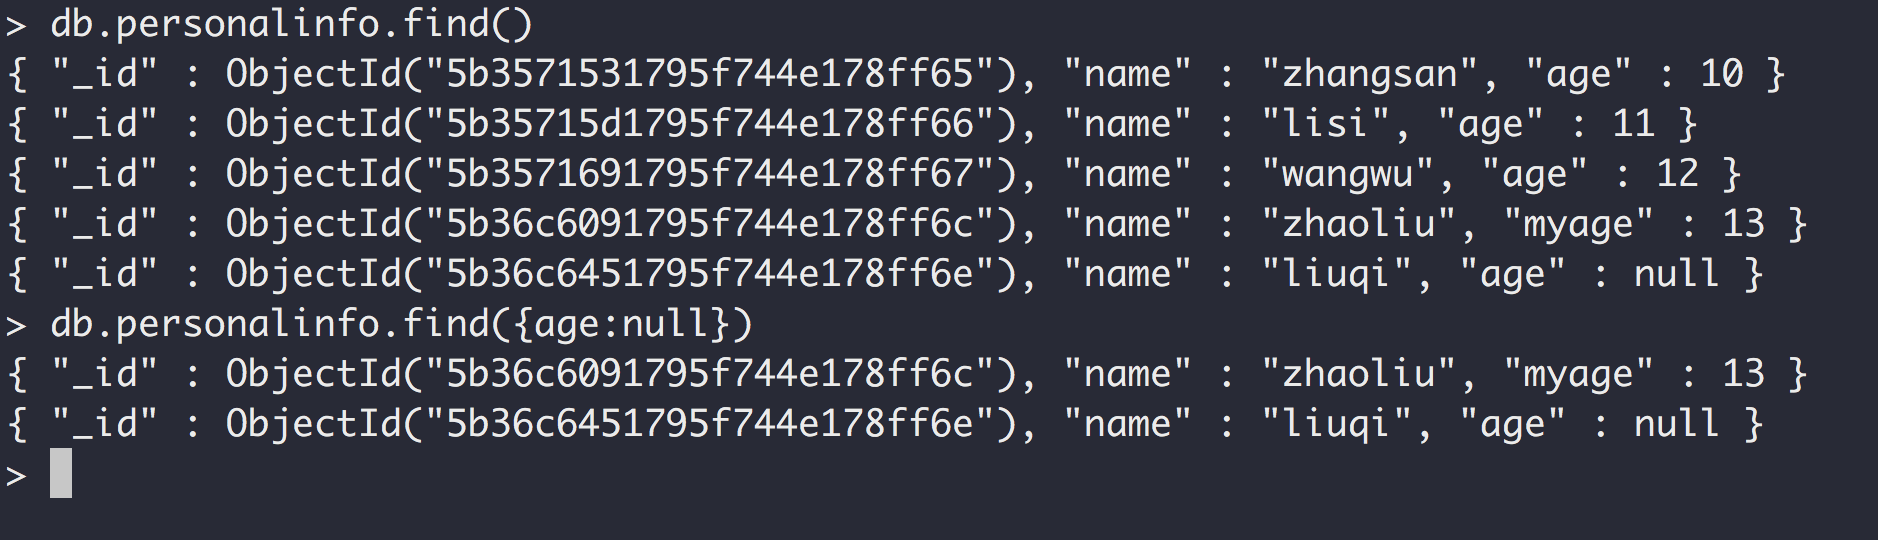 > db.personalinfo.find()
{ "_id" : ObjectId("5b3571531795f744e178ff65"), "name" : "zhangsan", "age" : 10 }
{ "_id" : ObjectId("5b35715d1795f744e178ff66"), "name" : "lisi", "age" : 11 }
{ "_id" : ObjectId("5b3571691795f744e178ff67"), "name" : "wangwu", "age" : 12 }
{ "_id" : ObjectId("5b36c6091795f744e178ff6c"), "name" : "zhaoliu", "myage" : 13 }
{ "_id" : ObjectId("5b36c6451795f744e178ff6e"), "name" : "liuqi", "age" : null }
> db.personalinfo.find({age:null})
{ "_id" : ObjectId("5b36c6091795f744e178ff6c"), "name" : "zhaoliu", "myage" : 13 }
{ "_id" : ObjectId("5b36c6451795f744e178ff6e"), "name" : "liuqi", "age" : null }
>